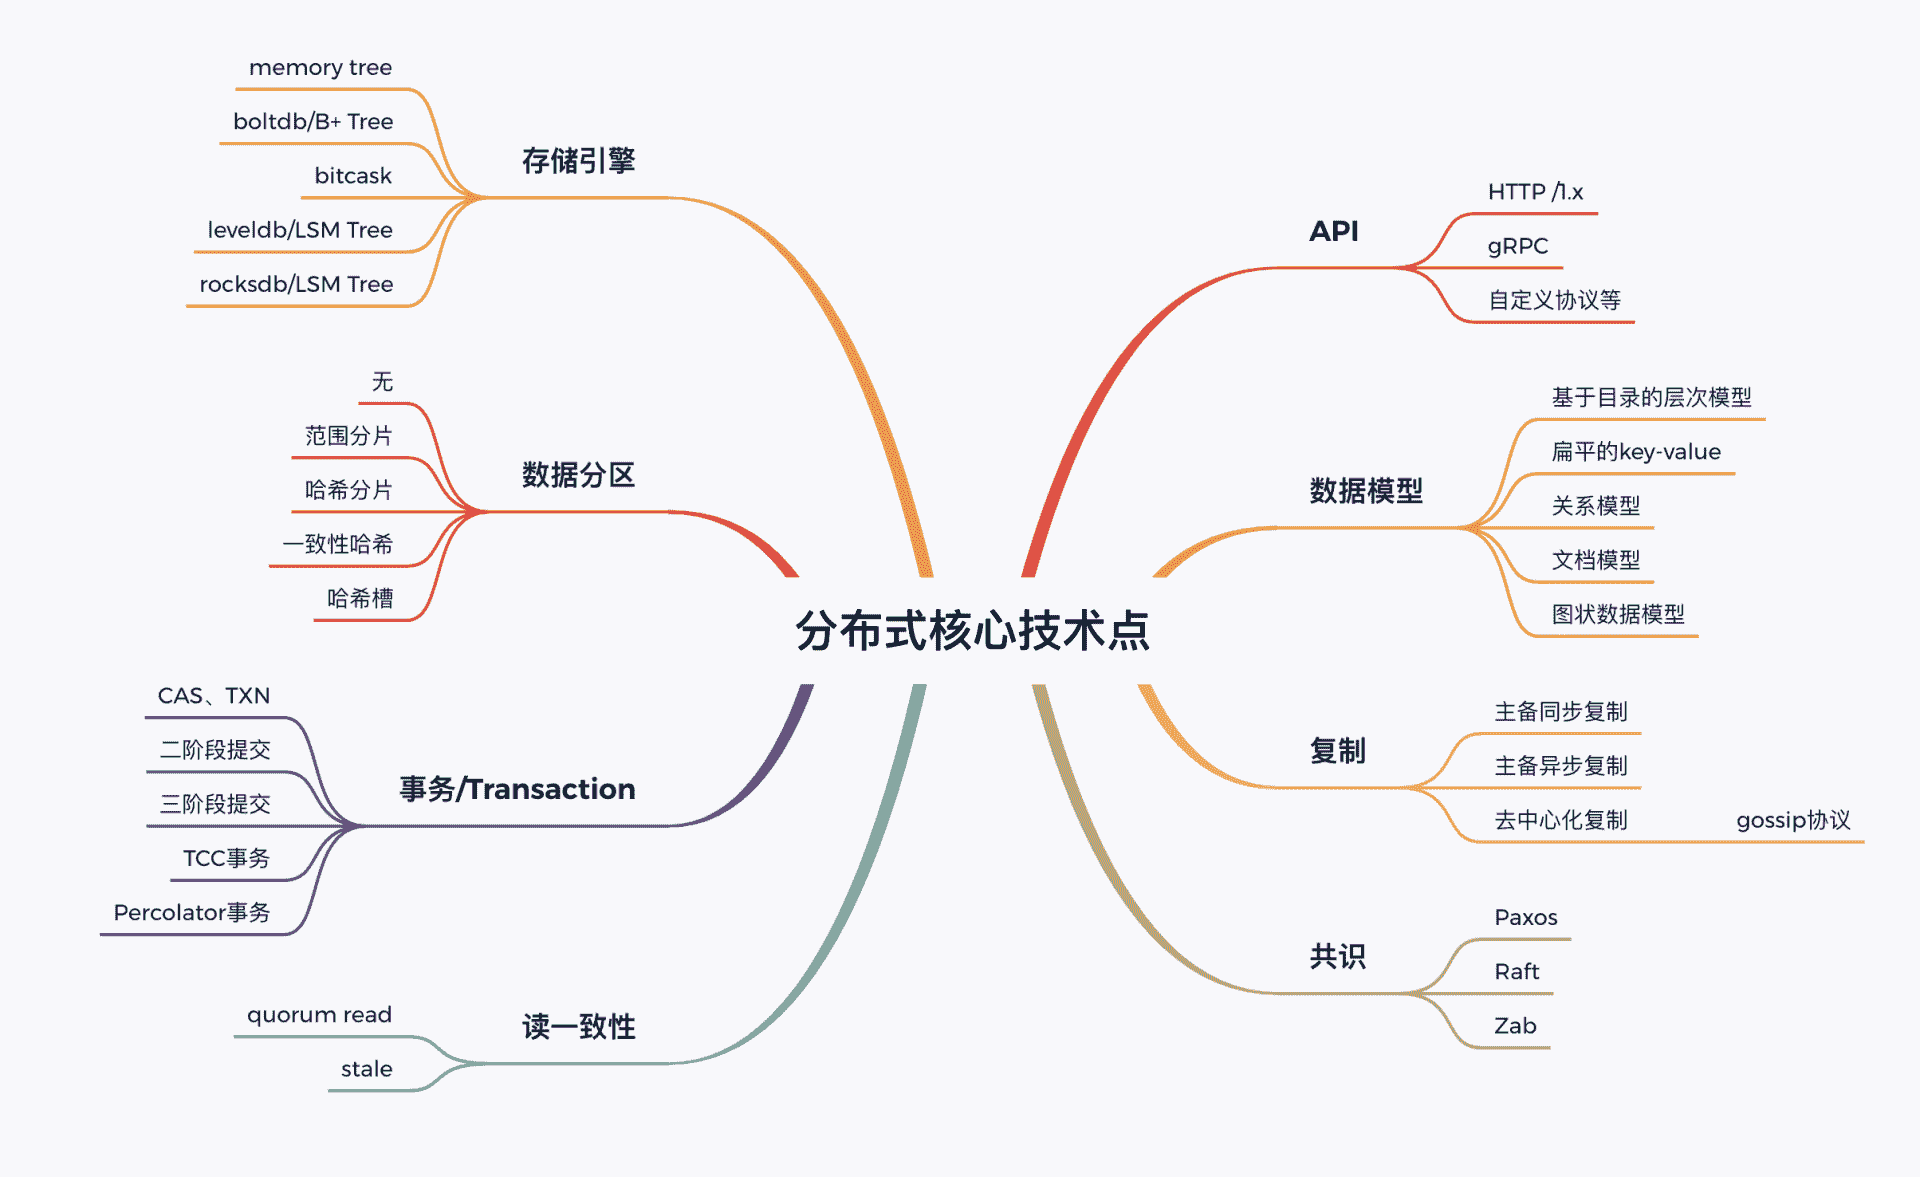 分布式核心技术点
API
HTTP /1.x
gRPC
自定义协议等
数据模型
基于目录的层次模型
扁平的key-value
关系模型
文档模型
图状数据模型
复制
主备同步复制
主备异步复制
去中心化复制
gossip协议
共识
Paxos
Raft
Zab
存储引擎
memory tree
boltdb/B+ Tree
bitcask
leveldb/LSM Tree
rocksdb/LSM Tree
数据分区
无
范围分片
哈希分片
一致性哈希
哈希槽
事务/Transaction
CAS、TXN
二阶段提交
三阶段提交
TCC事务
Percolator事务
读一致性
quorum read
stale